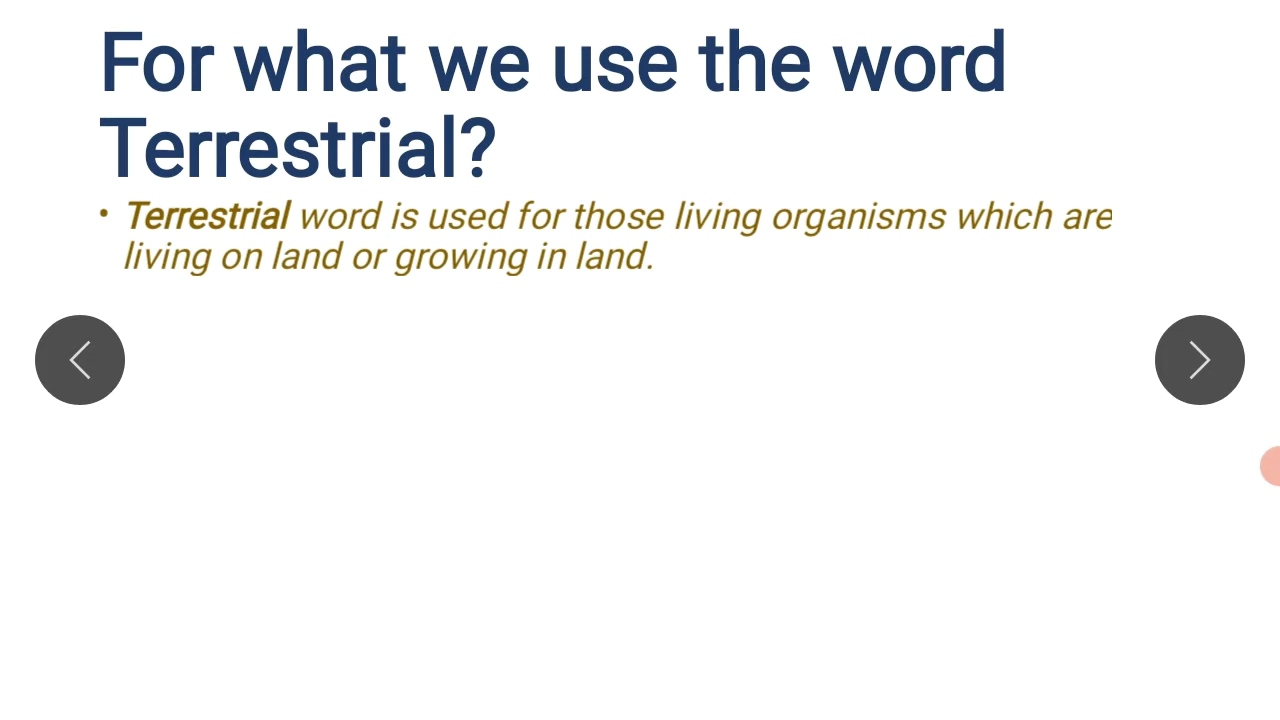 For what we use the word
Terrestrial?
• Terrestrial word is used for those living organisms which are
living on land or growing in land.